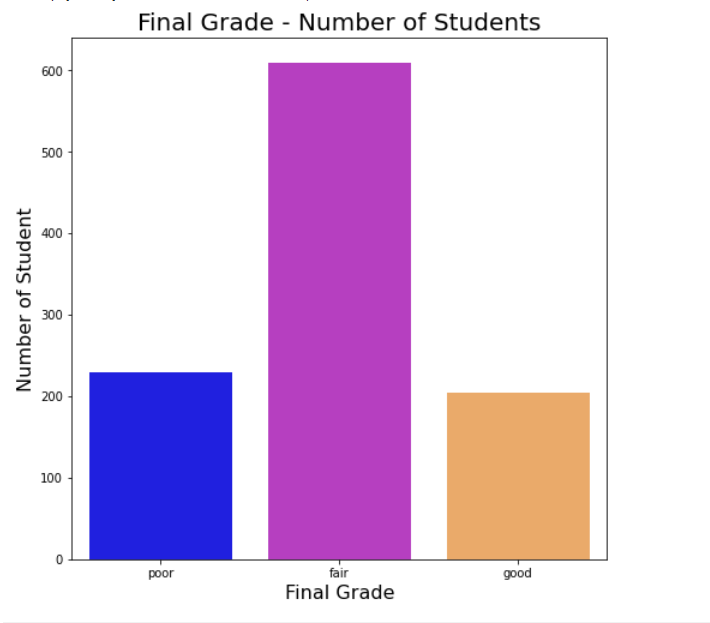 Final Grade - Number of Students
600
500
400
300
200
100
0
Number of Student
poor fair good
Final Grade